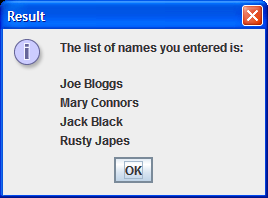 Result
The list of names you entered is:
Joe Bloggs
Mary Connors
Jack Black
Rusty Japes
OK